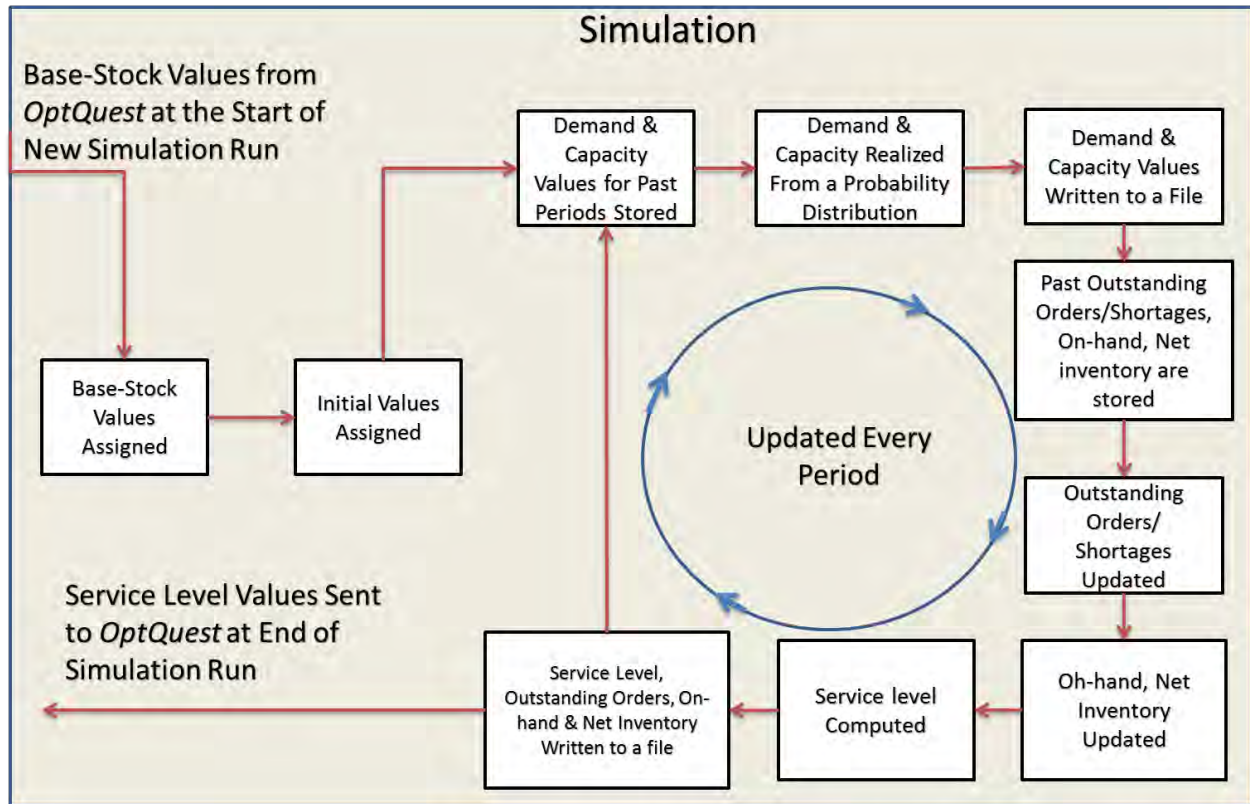 Simulation
Base-Stock Values from
OptQuest at the Start of
New Simulation Run
Demand &
Capacity
Values for Past
Periods Stored
Demand &
Capacity Realized
From a Probability
Distribution
Demand &
Capacity Values
Written to a File
Past Outstanding
Orders/Shortages,
On-hand, Net
inventory are
stored
Base-Stock
Values
Assigned
Initial Values
Assigned
Updated Every
Period
Outstanding
Orders/
Shortages
Updated
Service Level Values Sent
to OptQuest at End of
Simulation Run
Service Level,
Outstanding Orders, On-
hand & Net Inventory
Written to a file
Service level
Computed
Oh-hand, Net
Inventory
Updated